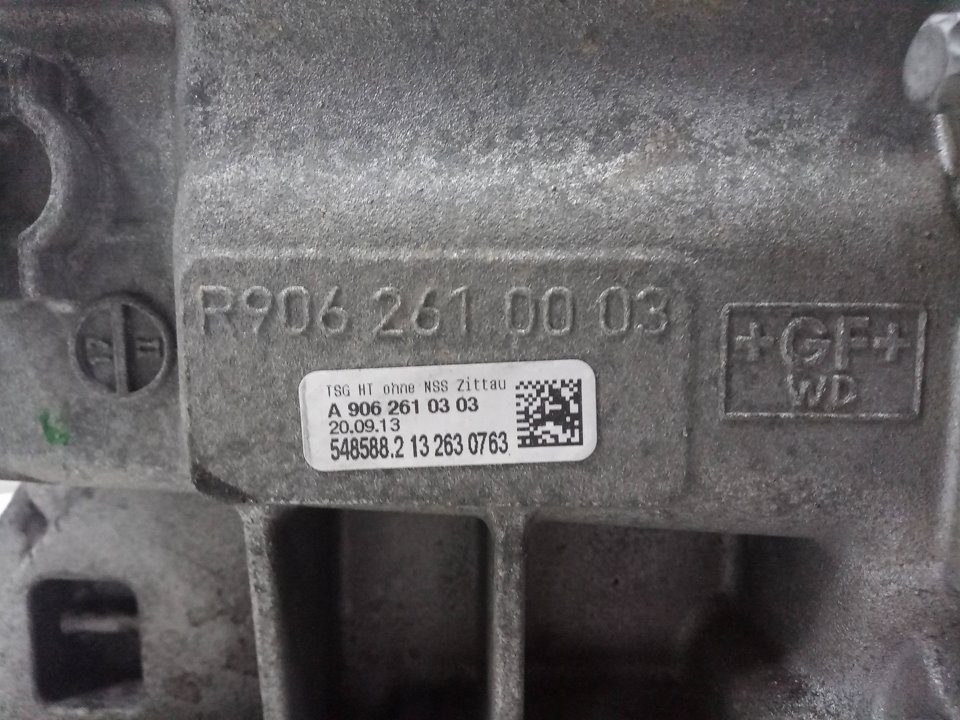 R906 261 00 03
TSG HT ohne NSS Zittau
A 906 261 03 03
20.09.13
548588.2 13 263 0763
+GF+
WD